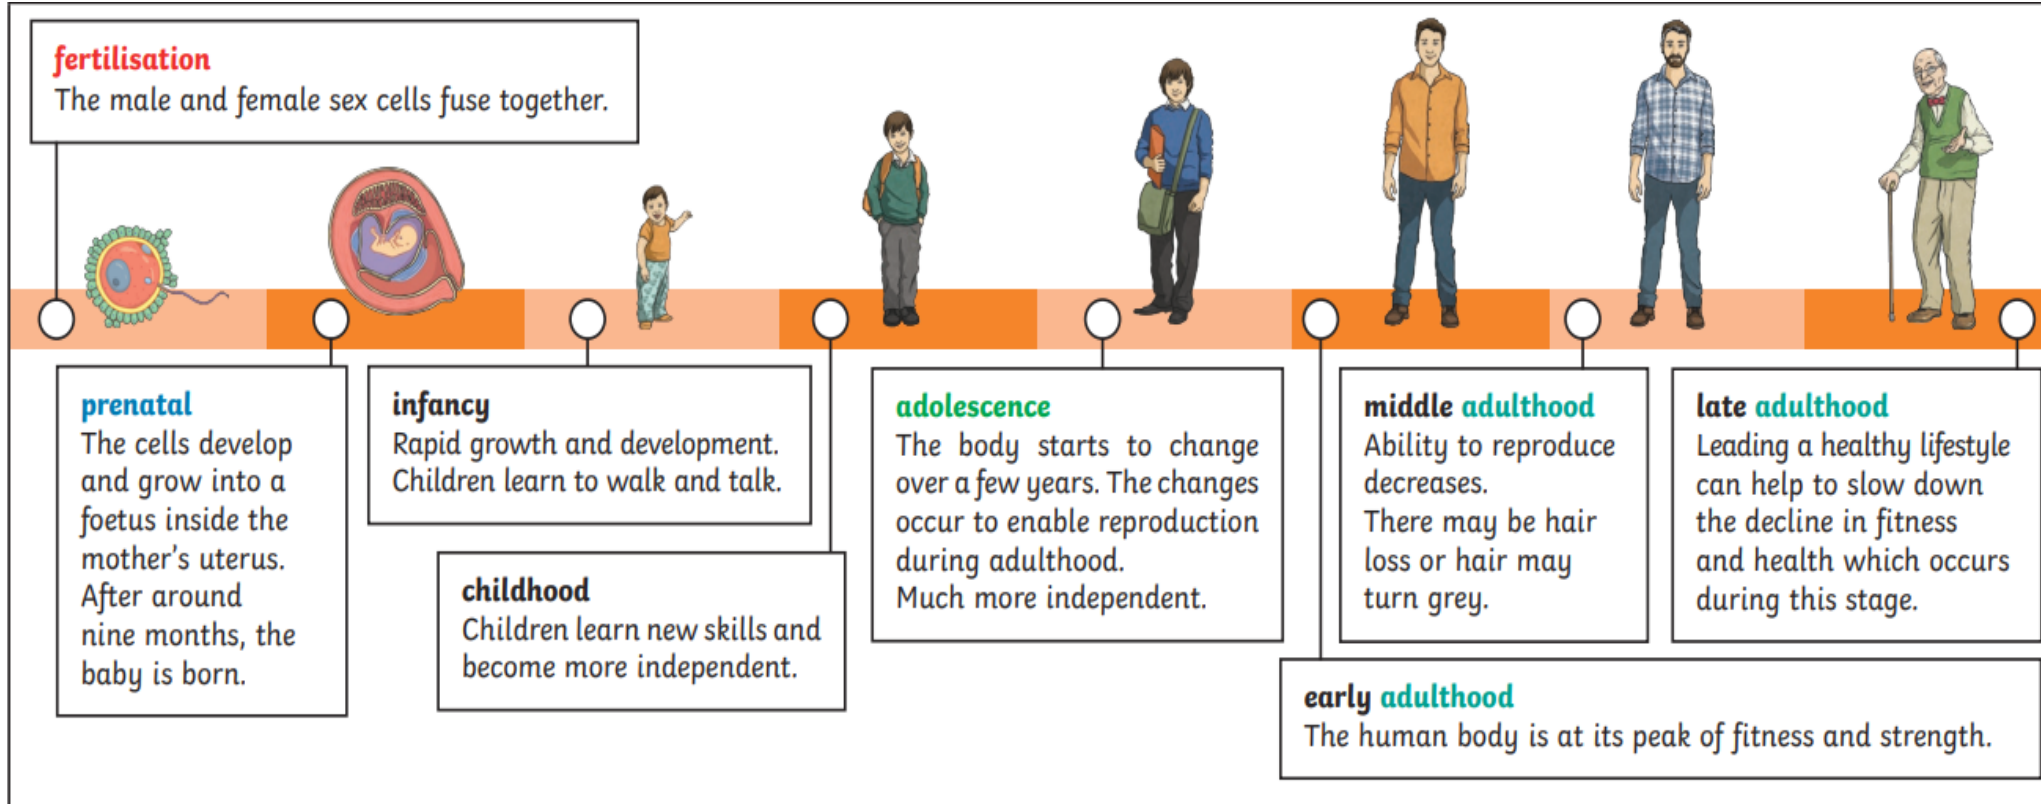 fertilisation
The male and female sex cells fuse together.
prenatal
The cells develop
and grow into a
foetus inside the
mother's uterus.
After around
nine months, the
baby is born.
infancy
Rapid growth and development.
Children learn to walk and talk.
childhood
Children learn new skills and
become more independent.
adolescence
The body starts to change
over a few years. The changes
occur to enable reproduction
during adulthood.
Much more independent.
early adulthood
The human body is at its peak of fitness and strength.
middle adulthood
Ability to reproduce
decreases.
There may be hair
loss or hair may
turn grey.
late adulthood
Leading a healthy lifestyle
can help to slow down
the decline in fitness
and health which occurs
during this stage.